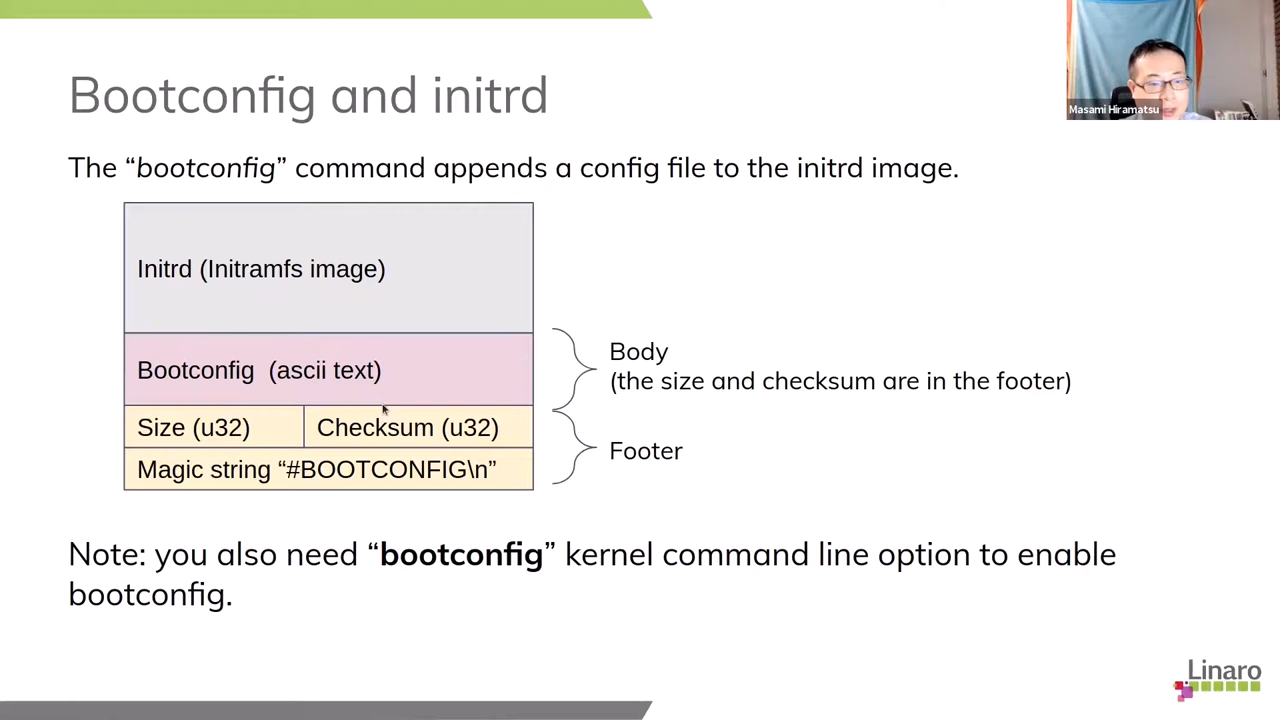 Masami Hiramatsu
Bootconfig and initrd
The “bootconfig” command appends a config file to the initrd image.
Initrd (Initramfs image)
Bootconfig  (ascii text)
Body
(the size and checksum are in the footer)
Size (u32)
Checksum (u32)
Footer
Magic string “#BOOTCONFIG\n”
Note: you also need “bootconfig” kernel command line option to enable
bootconfig.
Linaro